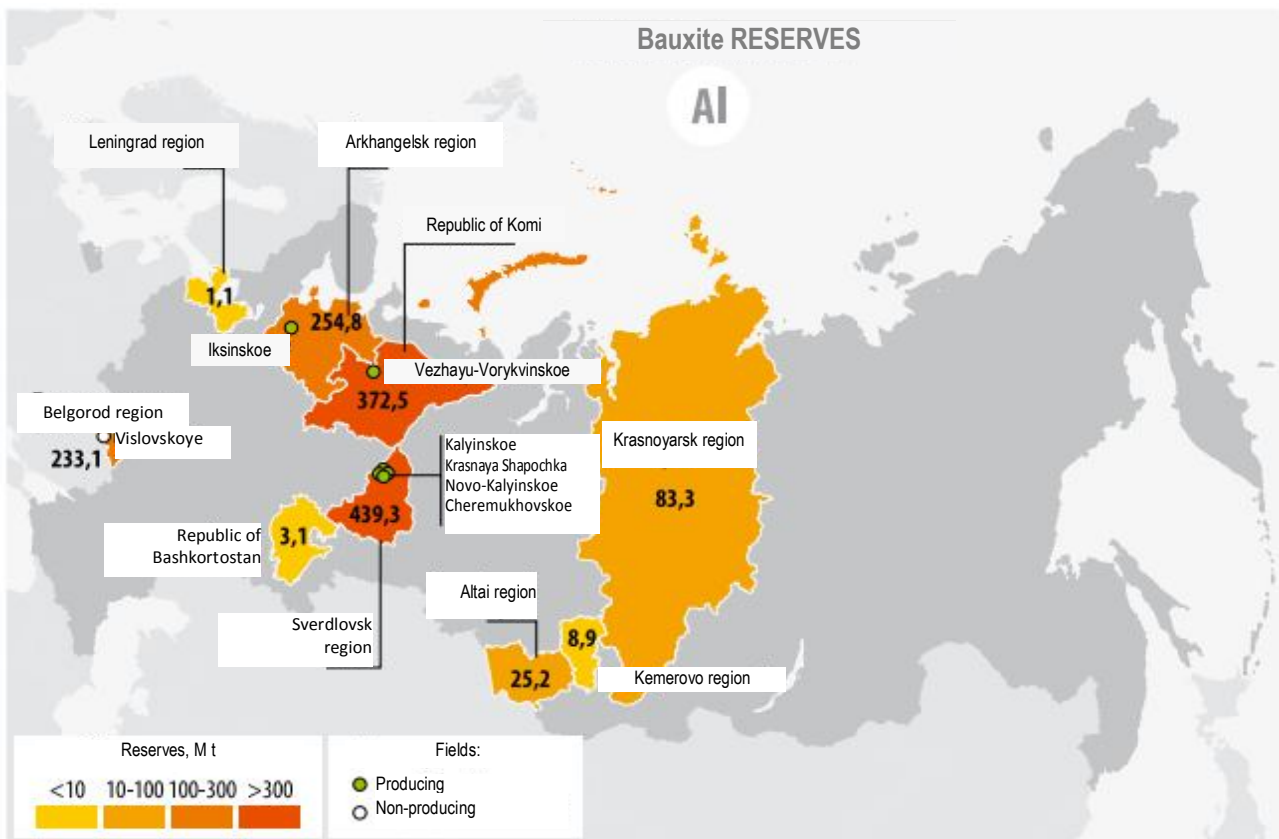 Bauxite RESERVES
Al
Leningrad region
Arkhangelsk region
Republic of Komi
1,1
254,8
Iksinskoe
Vezhayu-Vorykvinskoe
372,5
Belgorod region
Vislovskoye
233,1
Kalyinskoe
Krasnaya Shapochka
Novo-Kalyinskoe
Cheremukhovskoe
Krasnoyarsk region
83,3
439,3
Republic of
Bashkortostan
3,1
Altai region
Sverdlovsk
region
8,9
25,2
Kemerovo region
Reserves, M t
<10 10-100 100-300 >300
Fields:
Producing
Non-producing